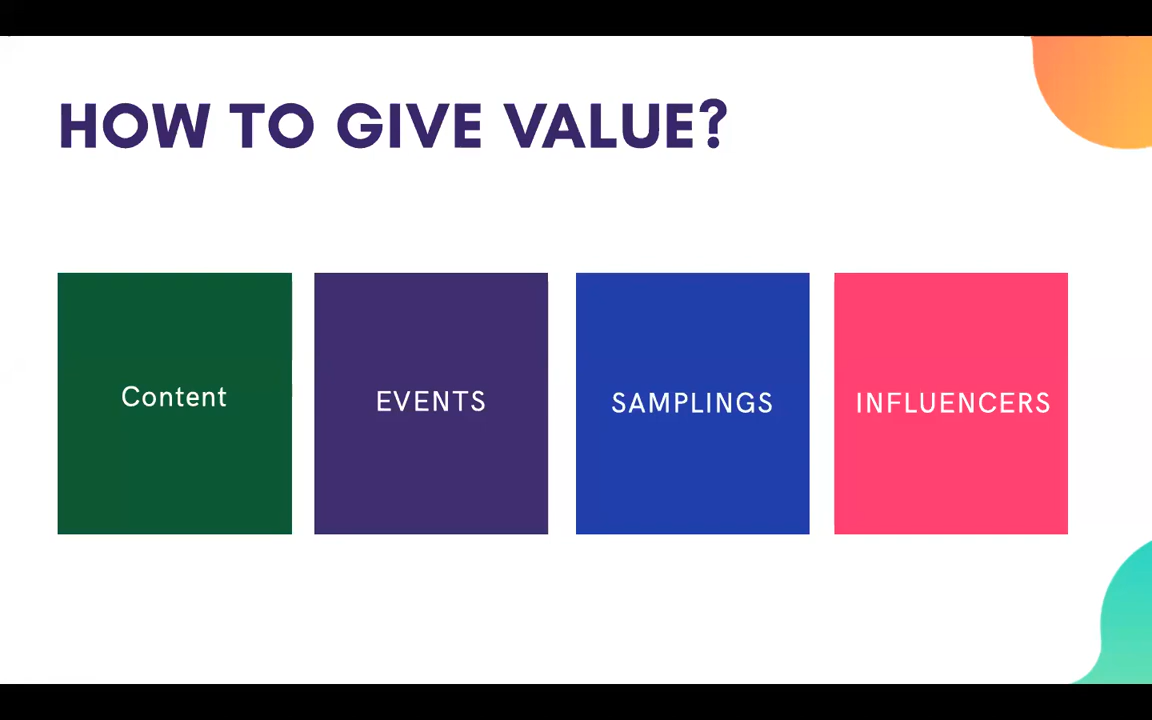 HOW TO GIVE VALUE?
Content
EVENTS
SAMPLINGS
INFLUENCERS